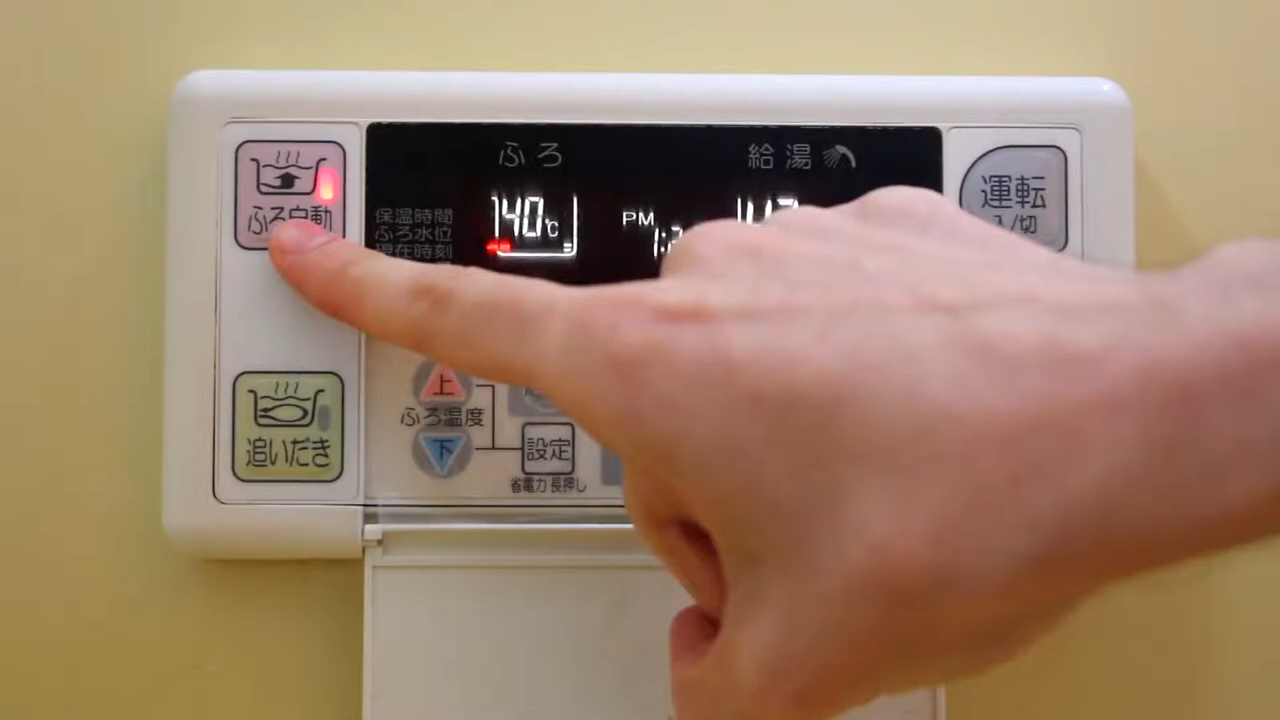 ふろ自動
追いだき
ふろ 給湯
保温時間
ふろ水位
現在時刻
40℃
PM
運転
入/切
上
ふろ温度
下
設定
省電力 長押し